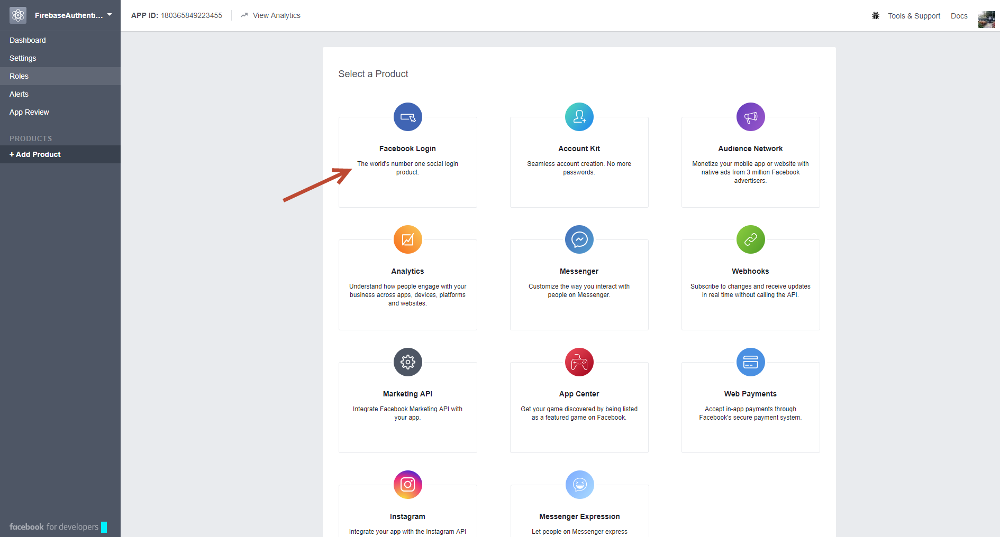 FirebaseAuthenti...
APP ID: 180365849223455
View Analytics
Tools & Support
Docs
Dashboard
Settings
Roles
Alerts
App Review
PRODUCTS
+ Add Product
Select a Product
Facebook Login
The world's number one social login
product.
Account Kit
Seamless account creation. No more
passwords.
Audience Network
Monetize your mobile app or website with
native ads from 3 million Facebook
advertisers.
Analytics
Understand how people engage with your
business across apps, devices, platforms
and websites.
Messenger
Customize the way you interact with
people on Messenger.
Webhooks
Subscribe to changes and receive updates
in real time without calling the API.
Marketing API
Integrate Facebook Marketing API with
your app.
App Center
Get your game discovered by being listed
as a featured game on Facebook.
Web Payments
Accept in-app payments through
Facebook's secure payment system.
Instagram
Integrate your app with the Instagram API
Messenger Expression
Let people on Messenger express
facebook for developers